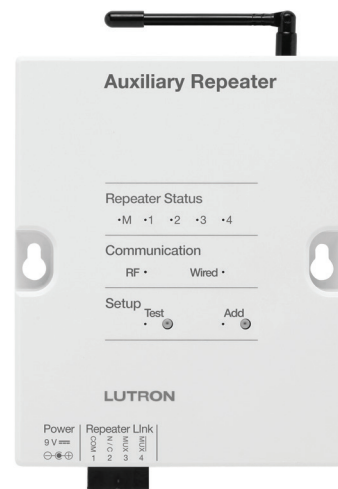 Auxiliary Repeater
Repeater Status
•M •1 •2 •3 •4
Communication
RF • Wired •
Setup
Test Add
LUTRON
Power Repeater LInk
9 V
COM N / C MUX MUX
1 2 3 4